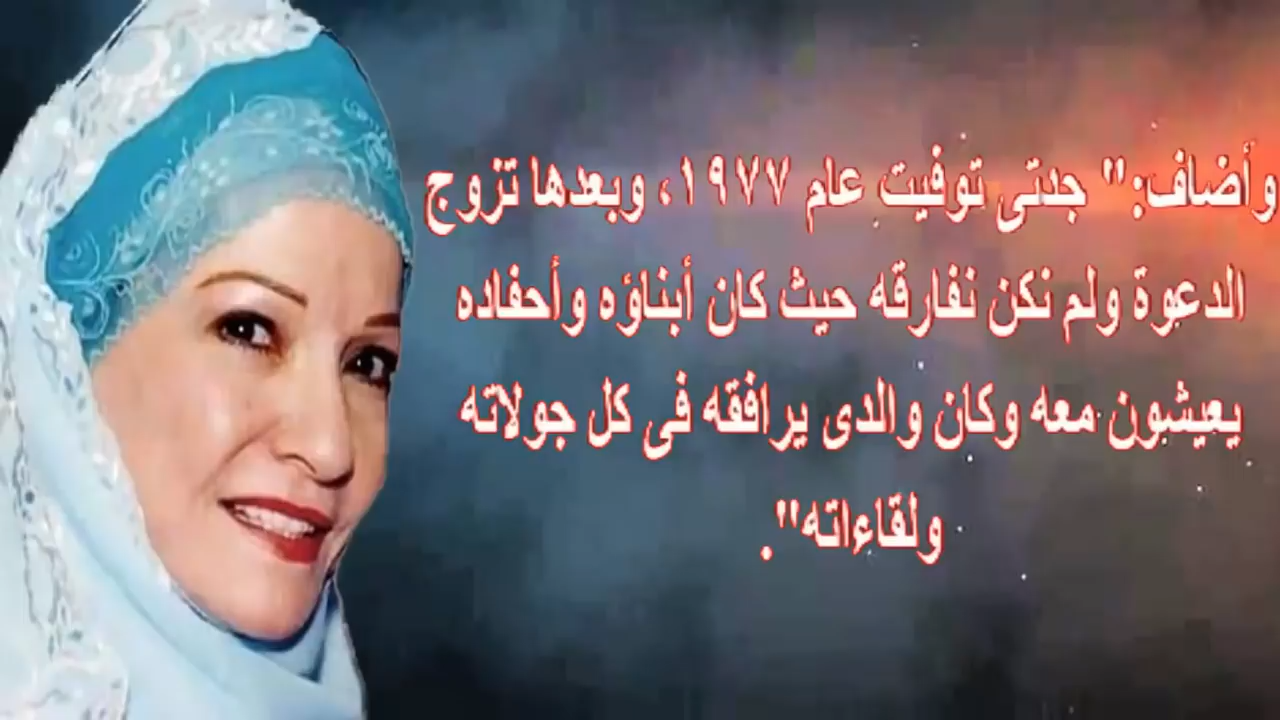 وأضاف:" جدتى توفيت عام ١٩٧٧، وبعدها تزوج
الدعوة ولم نكن نفارقه حيث كان أبناؤه وأحفاده
يعيشون معه وكان والدى يرافقه فى كل جولاته
ولقاءاته".